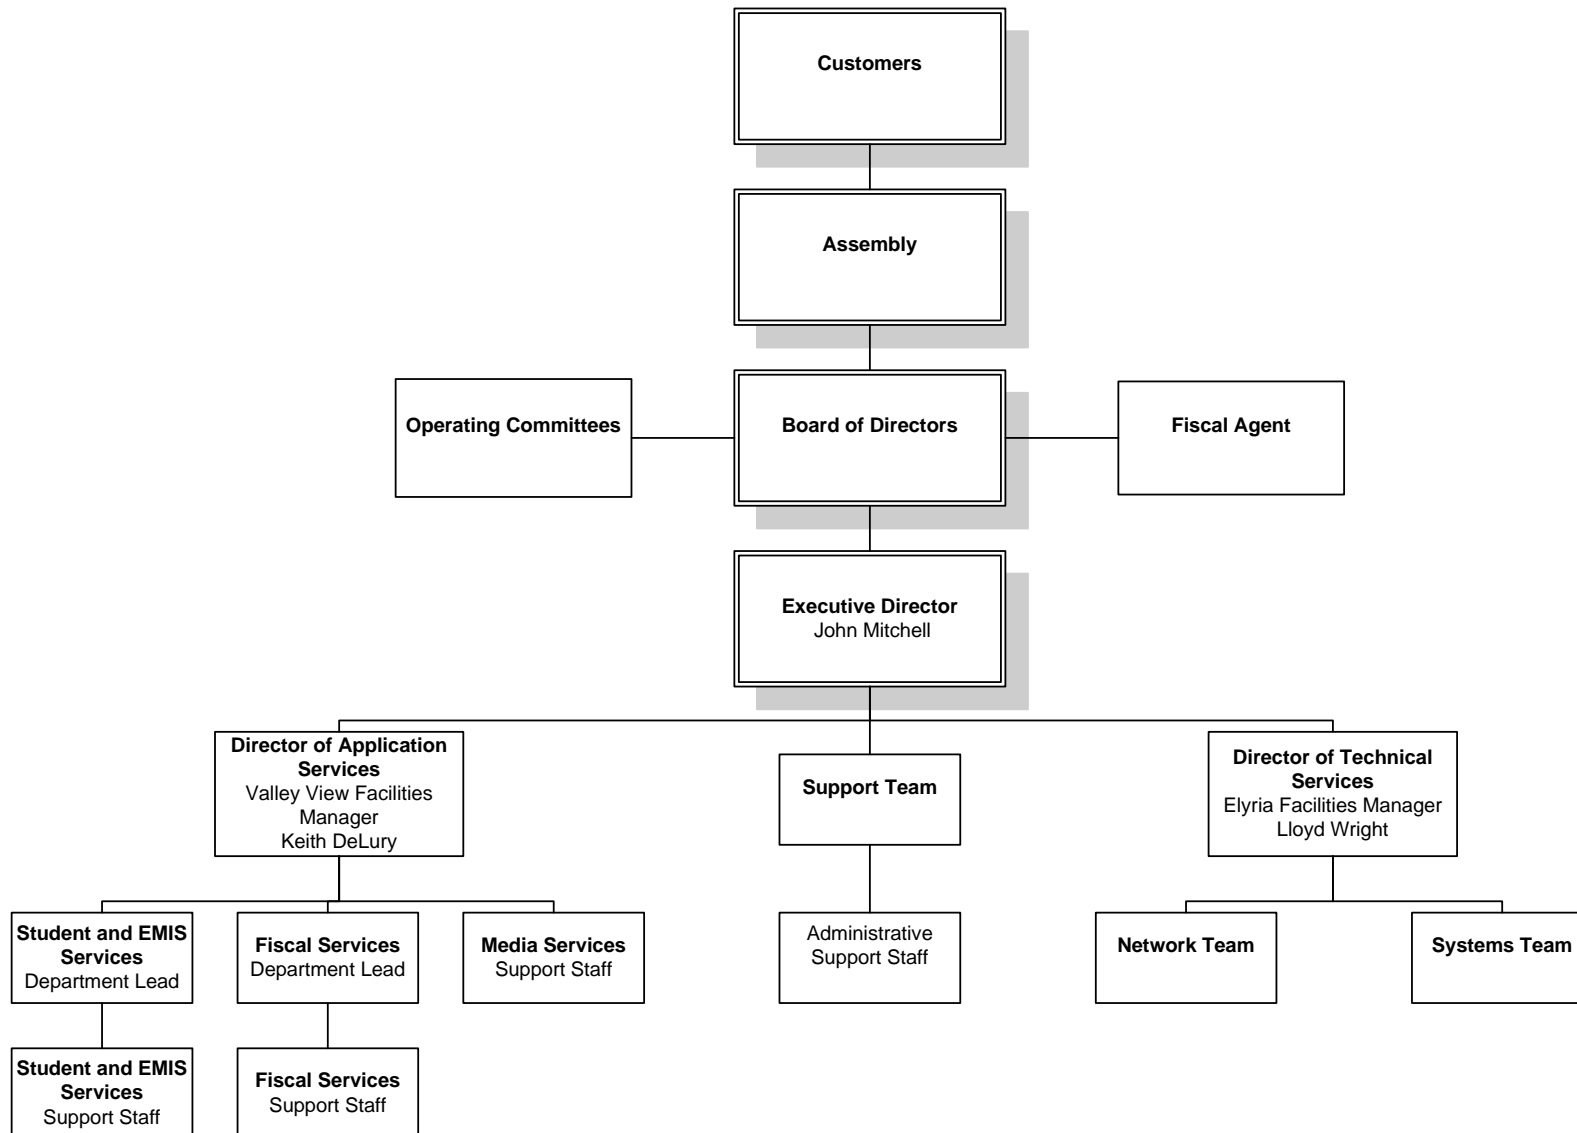 Customers
Assembly
Operating Committees
Board of Directors
Fiscal Agent
Executive Director
John Mitchell
Director of Application
Services
Valley View Facilities
Manager
Keith DeLury
Support Team
Director of Technical
Services
Elyria Facilities Manager
Lloyd Wright
Student and EMIS
Services
Department Lead
Fiscal Services
Department Lead
Media Services
Support Staff
Administrative
Support Staff
Network Team
Systems Team
Student and EMIS
Services
Support Staff
Fiscal Services
Support Staff